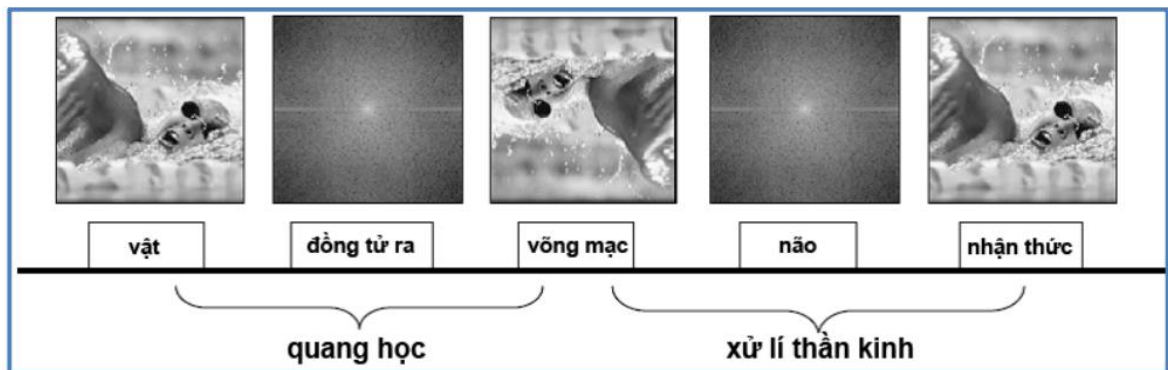 vật
đồng tử ra
võng mạc
não
nhận thức
quang học
xử lí thần kinh